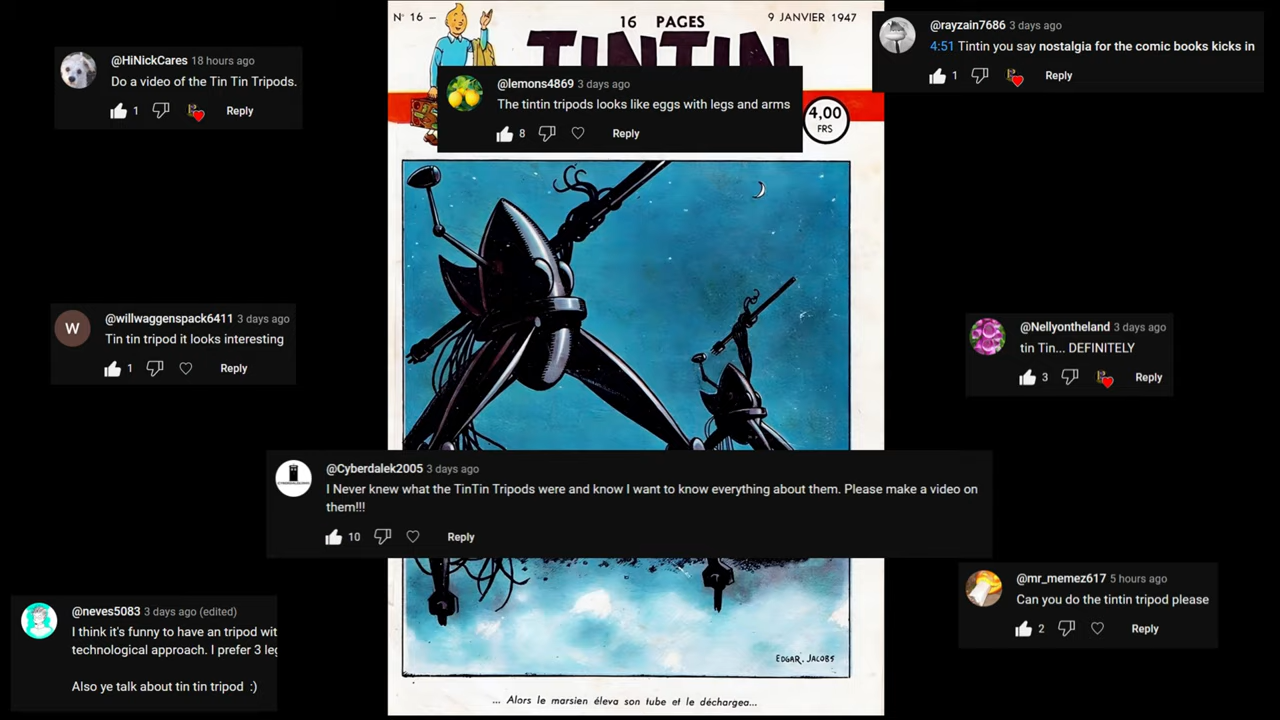 N° 16 –
16 PAGES
9 JANVIER 1947
TINTIN
4,00
FRS
@rayzain7686 3 days ago
4:51 Tintin you say nostalgia for the comic books kicks in
1 Reply
@HiNickCares 18 hours ago
Do a video of the Tin Tin Tripods.
1 Reply
@lemons4869 3 days ago
The tintin tripods looks like eggs with legs and arms
8 Reply
W
@willwaggenspack6411 3 days ago
Tin tin tripod it looks interesting
1 Reply
@Nellyontheland 3 days ago
tin Tin... DEFINITELY
3 Reply
@Cyberdalek2005 3 days ago
I Never knew what the TinTin Tripods were and know I want to know everything about them. Please make a video on
them!!!
10 Reply
@mr_memez617 5 hours ago
Can you do the tintin tripod please
2 Reply
@neves5083 3 days ago (edited)
I think it's funny to have an tripod wit
technological approach. I prefer 3 leg
Also ye talk about tin tin tripod :)
EDGAR. JACOBS
... Alors le marsien éleva son tube et le déchargea...